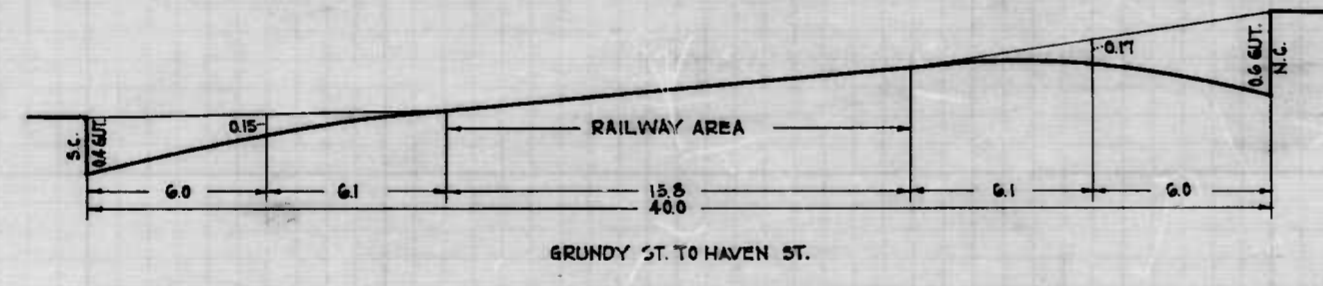 0.17
0.6 GUT.
N.C.
S.C.
0.4 GUT.
0.15
RAILWAY AREA
6.0 6.1 15.8 6.1 6.0
40.0
GRUNDY ST. TO HAVEN ST.